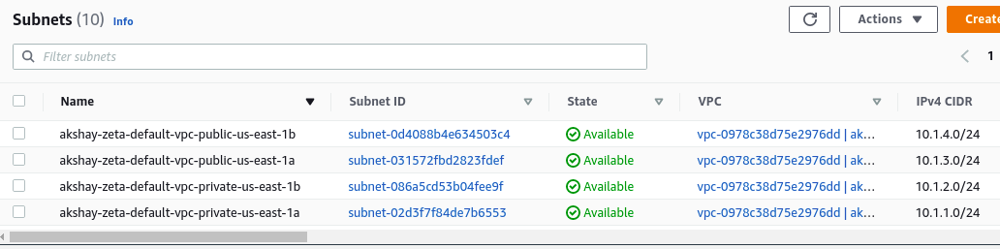 Subnets (10) Info
Actions
Create
Filter subnets
1
Name Subnet ID State VPC IPv4 CIDR
akshay-zeta-default-vpc-public-us-east-1b subnet-0d4088b4e634503c4 Available vpc-0978c38d75e2976dd | ak... 10.1.4.0/24
akshay-zeta-default-vpc-public-us-east-1a subnet-031572fbd2823fdef Available vpc-0978c38d75e2976dd | ak... 10.1.3.0/24
akshay-zeta-default-vpc-private-us-east-1b subnet-086a5cd53b04fee9f Available vpc-0978c38d75e2976dd | ak... 10.1.2.0/24
akshay-zeta-default-vpc-private-us-east-1a subnet-02d3f7f84de7b6553 Available vpc-0978c38d75e2976dd | ak... 10.1.1.0/24